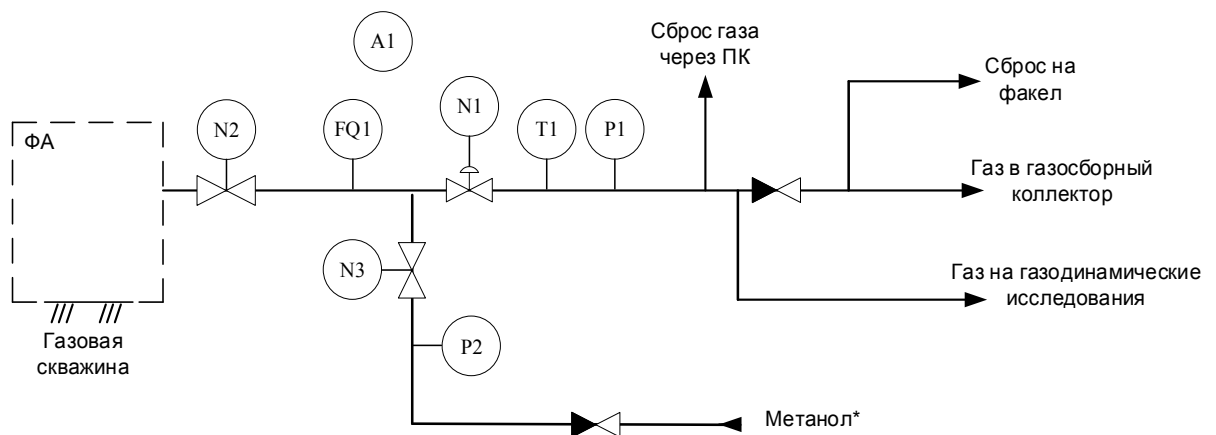 A1
Сброс газа
через ПК
Сброс на
факел
ФА
N2
FQ1
N1
T1
P1
Газ в газосборный
коллектор
N3
Газ на газодинамические
исследования
Газовая
скважина
P2
Метанол*